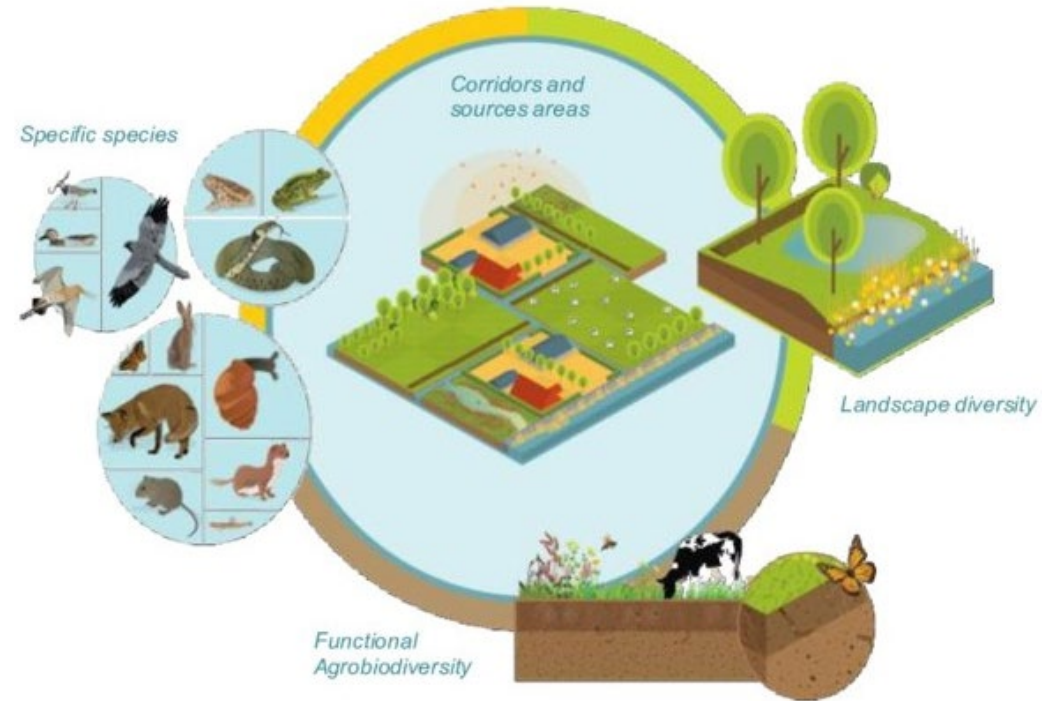 Corridors and
sources areas
Specific species
Landscape diversity
Functional
Agrobiodiversity